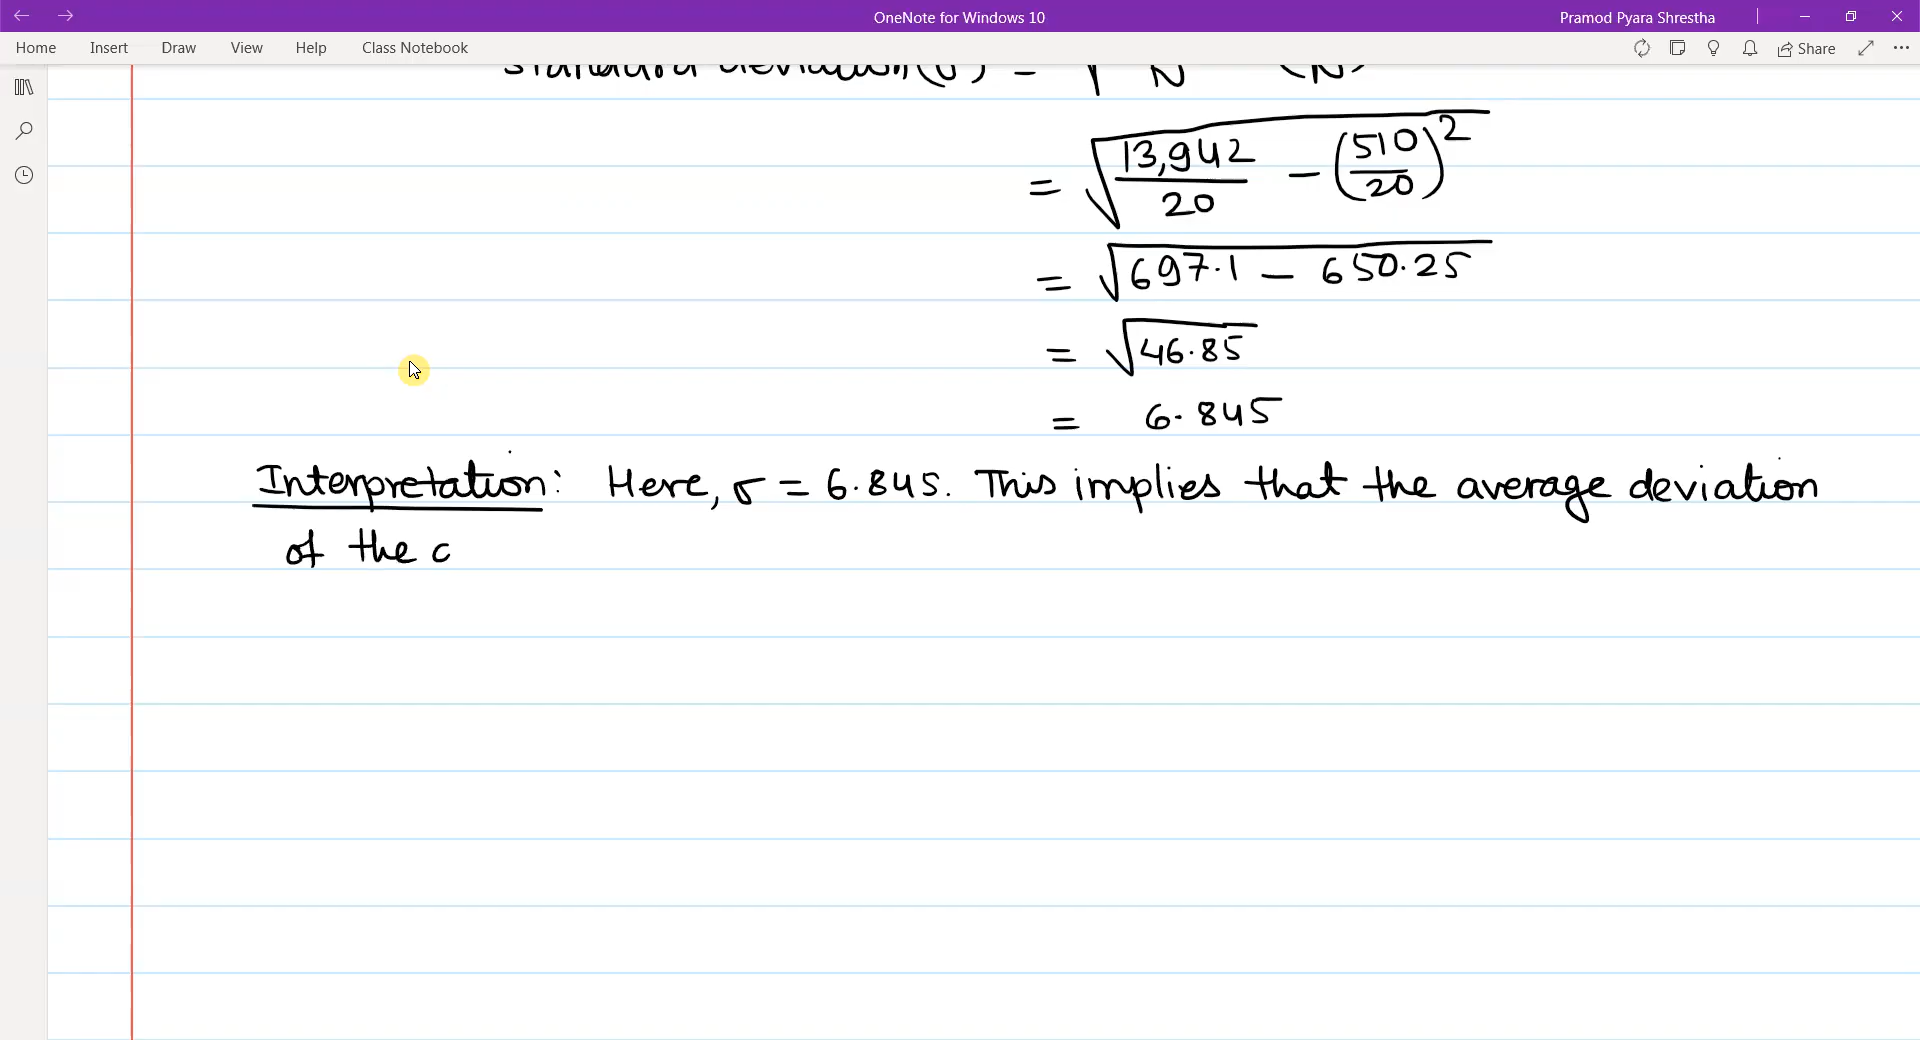 OneNote for Windows 10
Pramod Pyara Shrestha
Home Insert Draw View Help Class Notebook Share
standard deviation (σ) = √ N (N)
= √(13,942/20 − (510/20)²)
= √(697.1 − 650.25)
= √46.85
= 6.845
Interpretation: Here, σ = 6.845. This implies that the average deviation
of the c